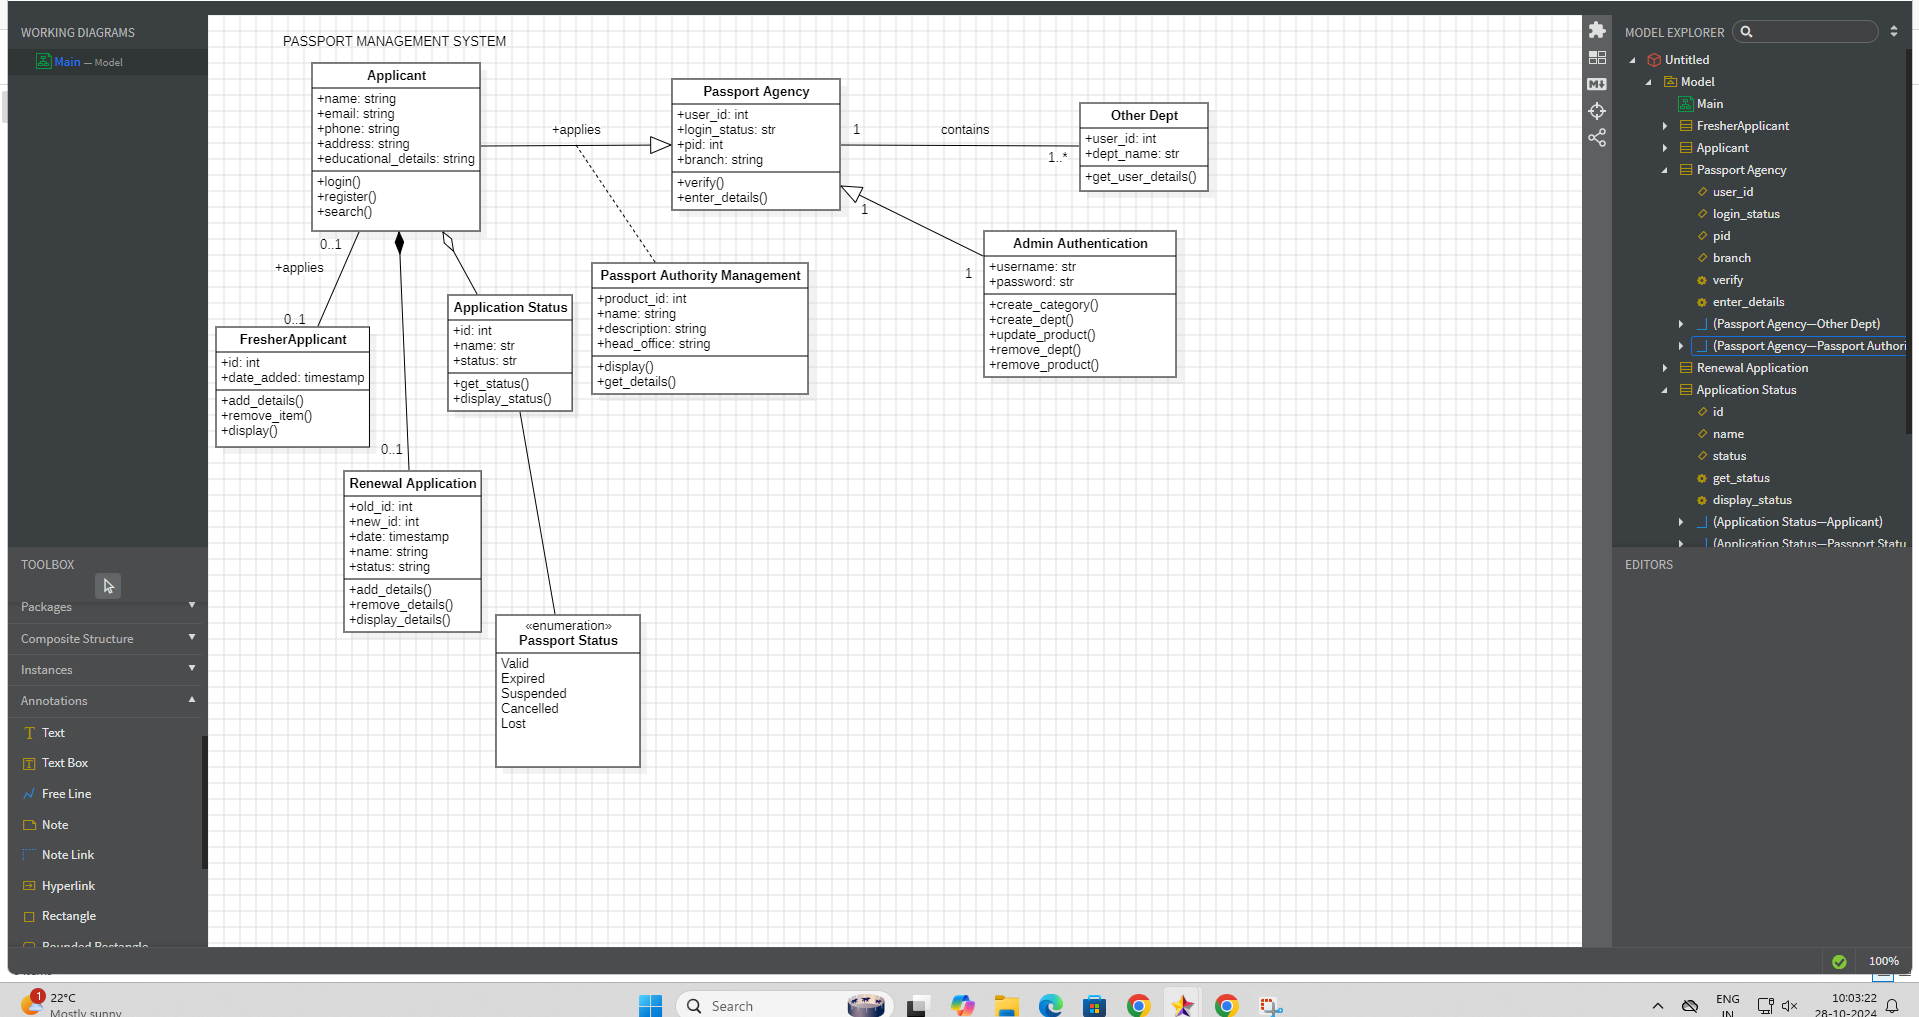 WORKING DIAGRAMS
Main — Model
TOOLBOX
Packages
Composite Structure
Instances
Annotations
Text
Text Box
Free Line
Note
Note Link
Hyperlink
Rectangle
Rounded Rectangle
PASSPORT MANAGEMENT SYSTEM
Applicant
+name: string
+email: string
+phone: string
+address: string
+educational_details: string
+login()
+register()
+search()
+applies
Passport Agency
+user_id: int
+login_status: str
+pid: int
+branch: string
+verify()
+enter_details()
1
contains
1..*
Other Dept
+user_id: int
+dept_name: str
+get_user_details()
1
1
Admin Authentication
+username: str
+password: str
+create_category()
+create_dept()
+update_product()
+remove_dept()
+remove_product()
0..1
+applies
0..1
FresherApplicant
+id: int
+date_added: timestamp
+add_details()
+remove_item()
+display()
Application Status
+id: int
+name: str
+status: str
+get_status()
+display_status()
Passport Authority Management
+product_id: int
+name: string
+description: string
+head_office: string
+display()
+get_details()
0..1
Renewal Application
+old_id: int
+new_id: int
+date: timestamp
+name: string
+status: string
+add_details()
+remove_details()
+display_details()
«enumeration»
Passport Status
Valid
Expired
Suspended
Cancelled
Lost
MODEL EXPLORER
Untitled
Model
Main
FresherApplicant
Applicant
Passport Agency
user_id
login_status
pid
branch
verify
enter_details
(Passport Agency—Other Dept)
(Passport Agency—Passport Authori
Renewal Application
Application Status
id
name
status
get_status
display_status
(Application Status—Applicant)
(Application Status—Passport Statu
EDITORS
100%
1
22°C
Mostly sunny
Search
ENG
IN
10:03:22
28-10-2024